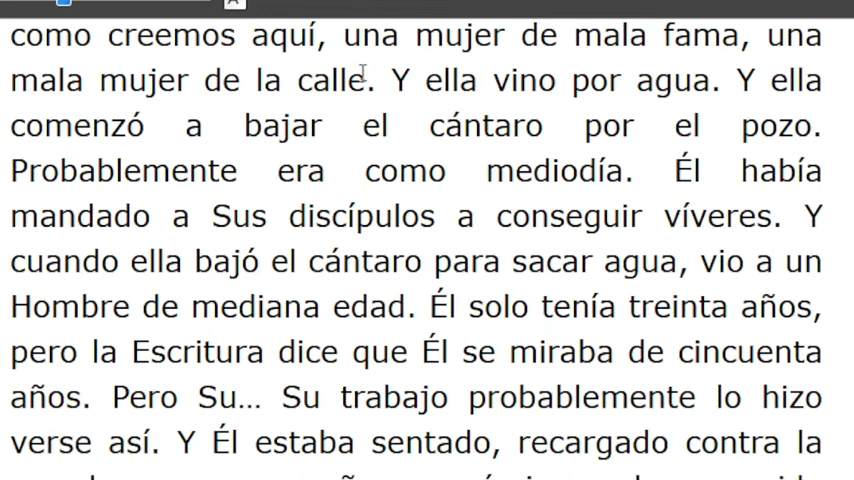 como creemos aquí, una mujer de mala fama, una
mala mujer de la calle. Y ella vino por agua. Y ella
comenzó a bajar el cántaro por el pozo.
Probablemente era como mediodía. Él había
mandado a Sus discípulos a conseguir víveres. Y
cuando ella bajó el cántaro para sacar agua, vio a un
Hombre de mediana edad. Él solo tenía treinta años,
pero la Escritura dice que Él se miraba de cincuenta
años. Pero Su... Su trabajo probablemente lo hizo
verse así. Y Él estaba sentado, recargado contra la